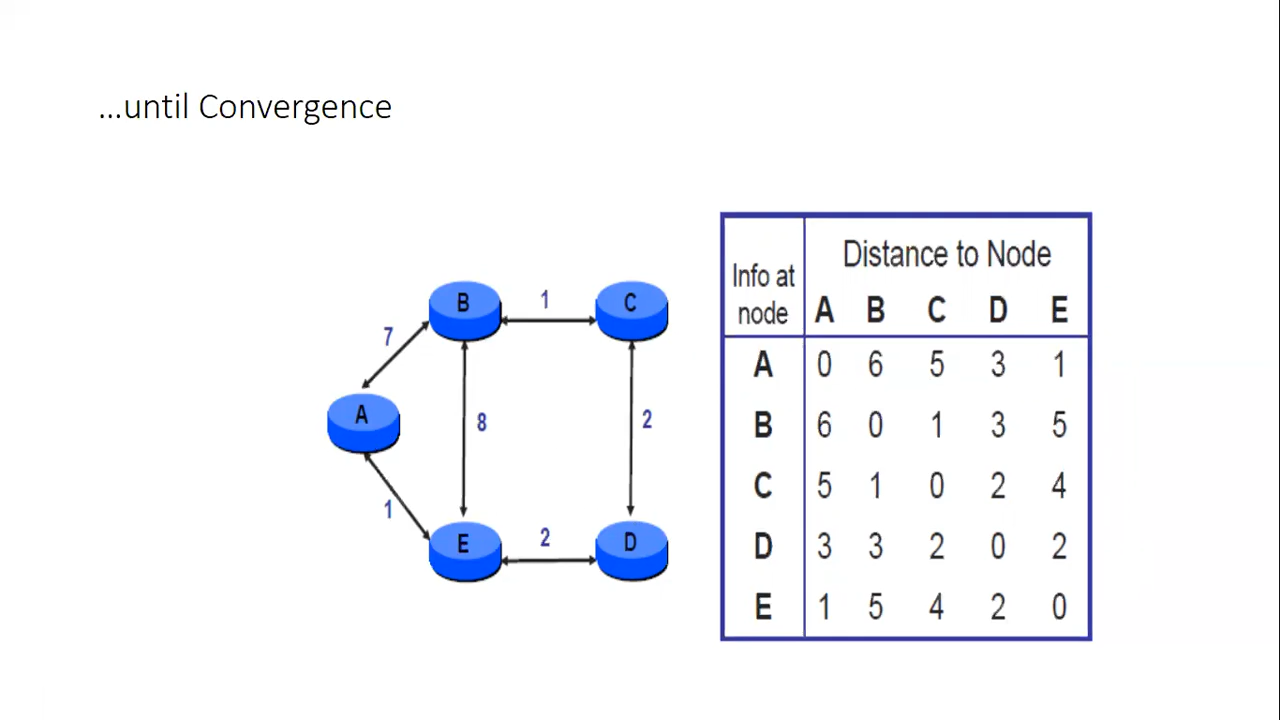 ...until Convergence
B
1
C
7
A
8
2
1
E
2
D
Info at
node
Distance to Node
A B C D E
A 0 6 5 3 1
B 6 0 1 3 5
C 5 1 0 2 4
D 3 3 2 0 2
E 1 5 4 2 0